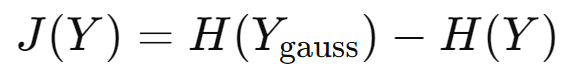 J(Y) = H(Y_gauss) − H(Y)